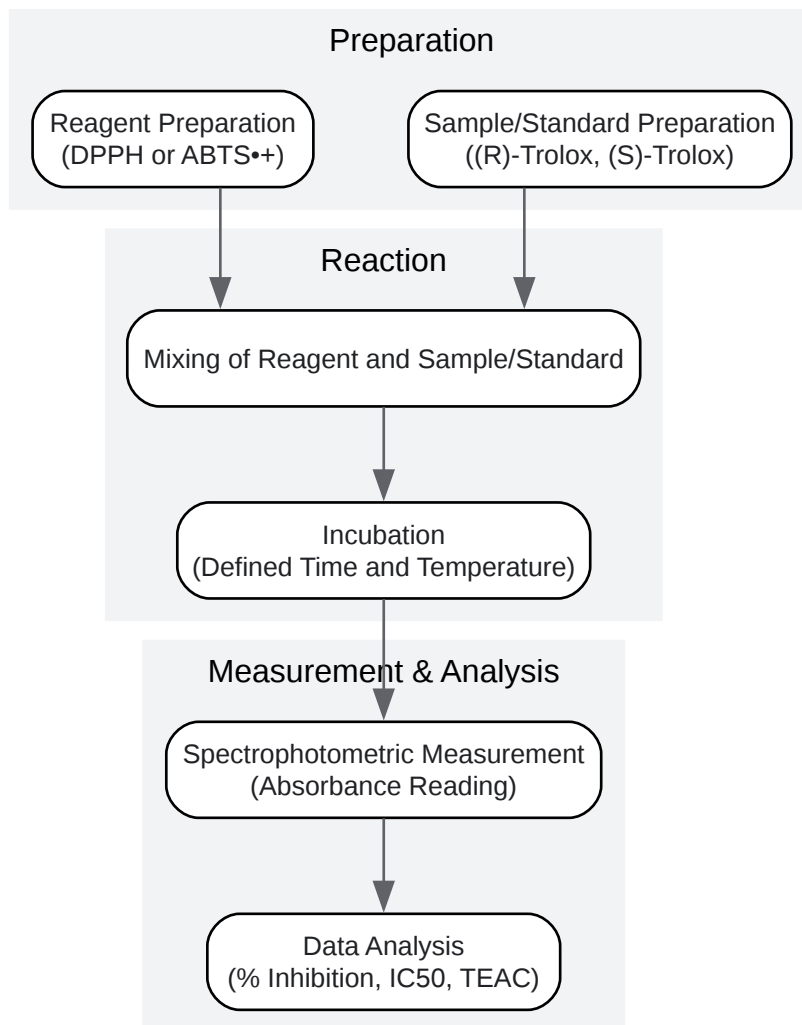 Preparation
Reagent Preparation
(DPPH or ABTS•+)
Sample/Standard Preparation
((R)-Trolox, (S)-Trolox)
Reaction
Mixing of Reagent and Sample/Standard
Incubation
(Defined Time and Temperature)
Measurement & Analysis
Spectrophotometric Measurement
(Absorbance Reading)
Data Analysis
(% Inhibition, IC50, TEAC)